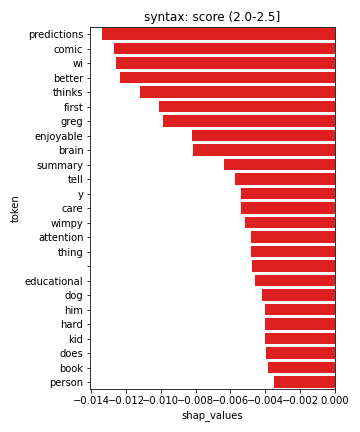 syntax: score (2.0-2.5]
predictions
comic
wi
better
thinks
first
greg
enjoyable
brain
summary
tell
y
care
wimpy
attention
thing
educational
dog
him
hard
kid
does
book
person
token
−0.014−0.012−0.010−0.008−0.006−0.004−0.002 0.000
shap_values